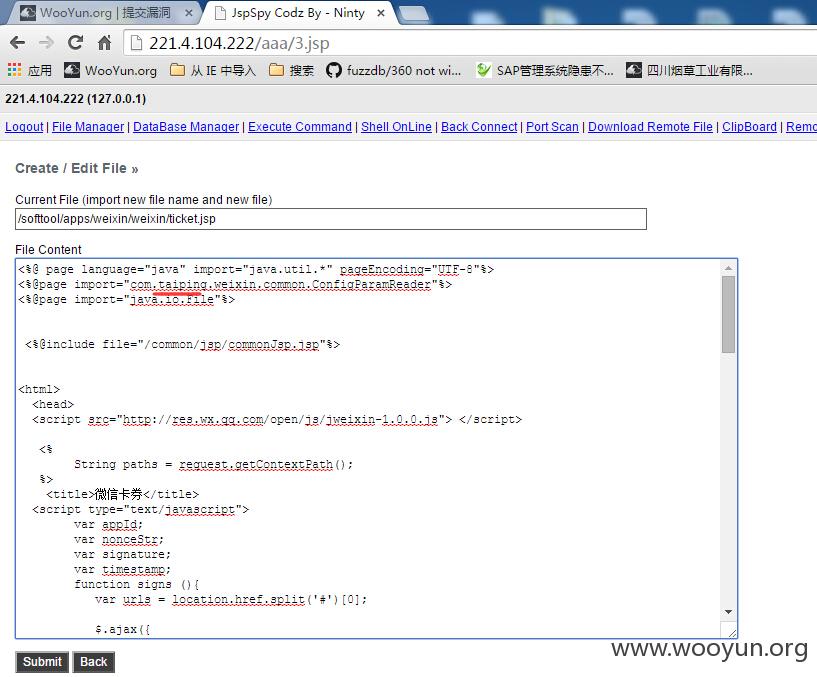 WooYun.org | 提交漏洞
JspSpy Codz By - Ninty
221.4.104.222/aaa/3.jsp
应用 WooYun.org 从 IE 中导入 搜索 fuzzdb/360 not wi... SAP管理系统隐患不... 四川烟草工业有限...
221.4.104.222 (127.0.0.1)
Logout | File Manager | DataBase Manager | Execute Command | Shell OnLine | Back Connect | Port Scan | Download Remote File | ClipBoard | Remo
Create / Edit File »
Current File (import new file name and new file)
/softtool/apps/weixin/weixin/ticket.jsp
File Content
<%@ page language="java" import="java.util.*" pageEncoding="UTF-8"%>
<%@page import="com.taiping.weixin.common.ConfigParamReader"%>
<%@page import="java.io.File"%>
<%@include file="/common/jsp/commonJsp.jsp"%>
<html>
<head>
<script src="http://res.wx.qq.com/open/js/jweixin-1.0.0.js"> </script>
<%
String paths = request.getContextPath();
%>
<title>微信卡券</title>
<script type="text/javascript">
var appId;
var nonceStr;
var signature;
var timestamp;
function signs (){
var urls = location.href.split('#')[0];
$.ajax({
Submit Back
www.wooyun.org